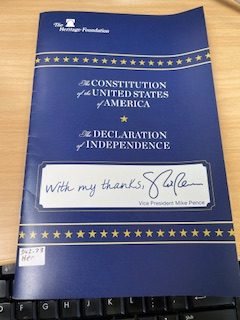 The
Heritage Foundation
The CONSTITUTION
of the UNITED STATES
of AMERICA
The DECLARATION
of INDEPENDENCE
With my thanks,
Vice President Mike Pence